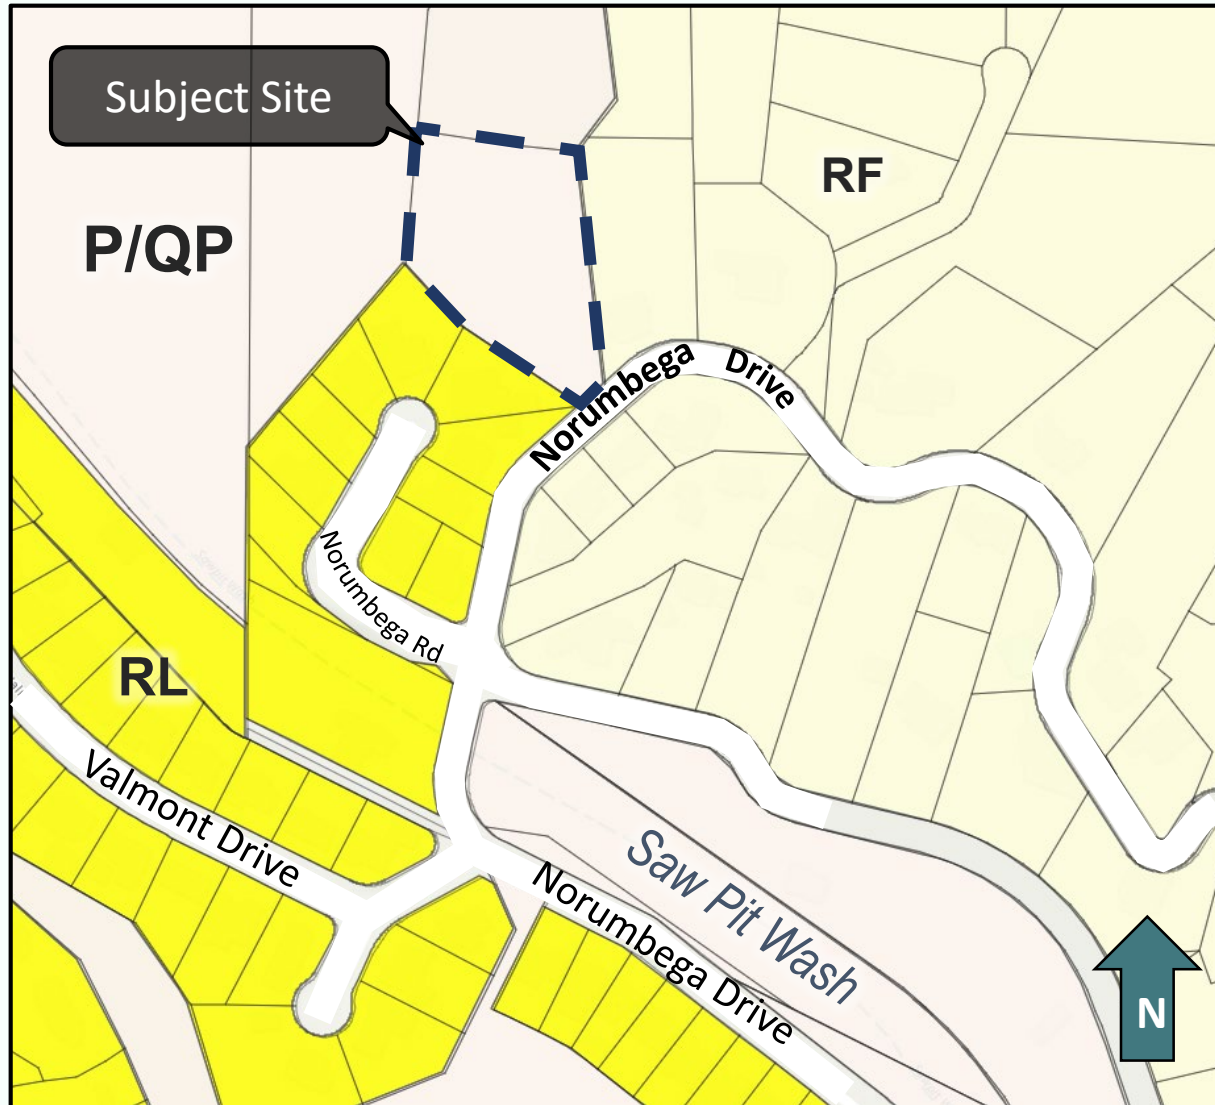 Subject Site
RF
P/QP
Norumbega Drive
Norumbega Rd
RL
Valmont Drive
Saw Pit Wash
Norumbega Drive
N